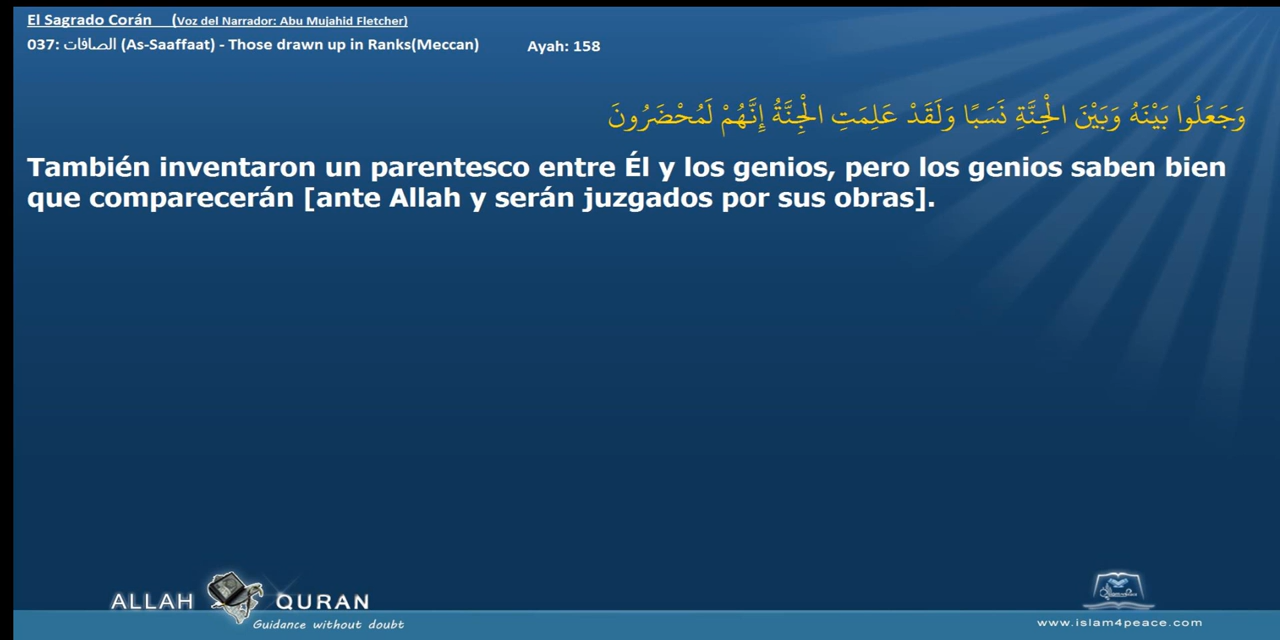 El Sagrado Corán (Voz del Narrador: Abu Mujahid Fletcher)
037: الصافات (As-Saaffaat) - Those drawn up in Ranks(Meccan) Ayah: 158
وَجَعَلُوا بَيْنَهُ وَبَيْنَ الْجِنَّةِ نَسَبًا وَلَقَدْ عَلِمَتِ الْجِنَّةُ إِنَّهُمْ لَمُحْضَرُونَ
También inventaron un parentesco entre Él y los genios, pero los genios saben bien
que comparecerán [ante Allah y serán juzgados por sus obras].
ALLAH QURAN
Guidance without doubt
www.islam4peace.com